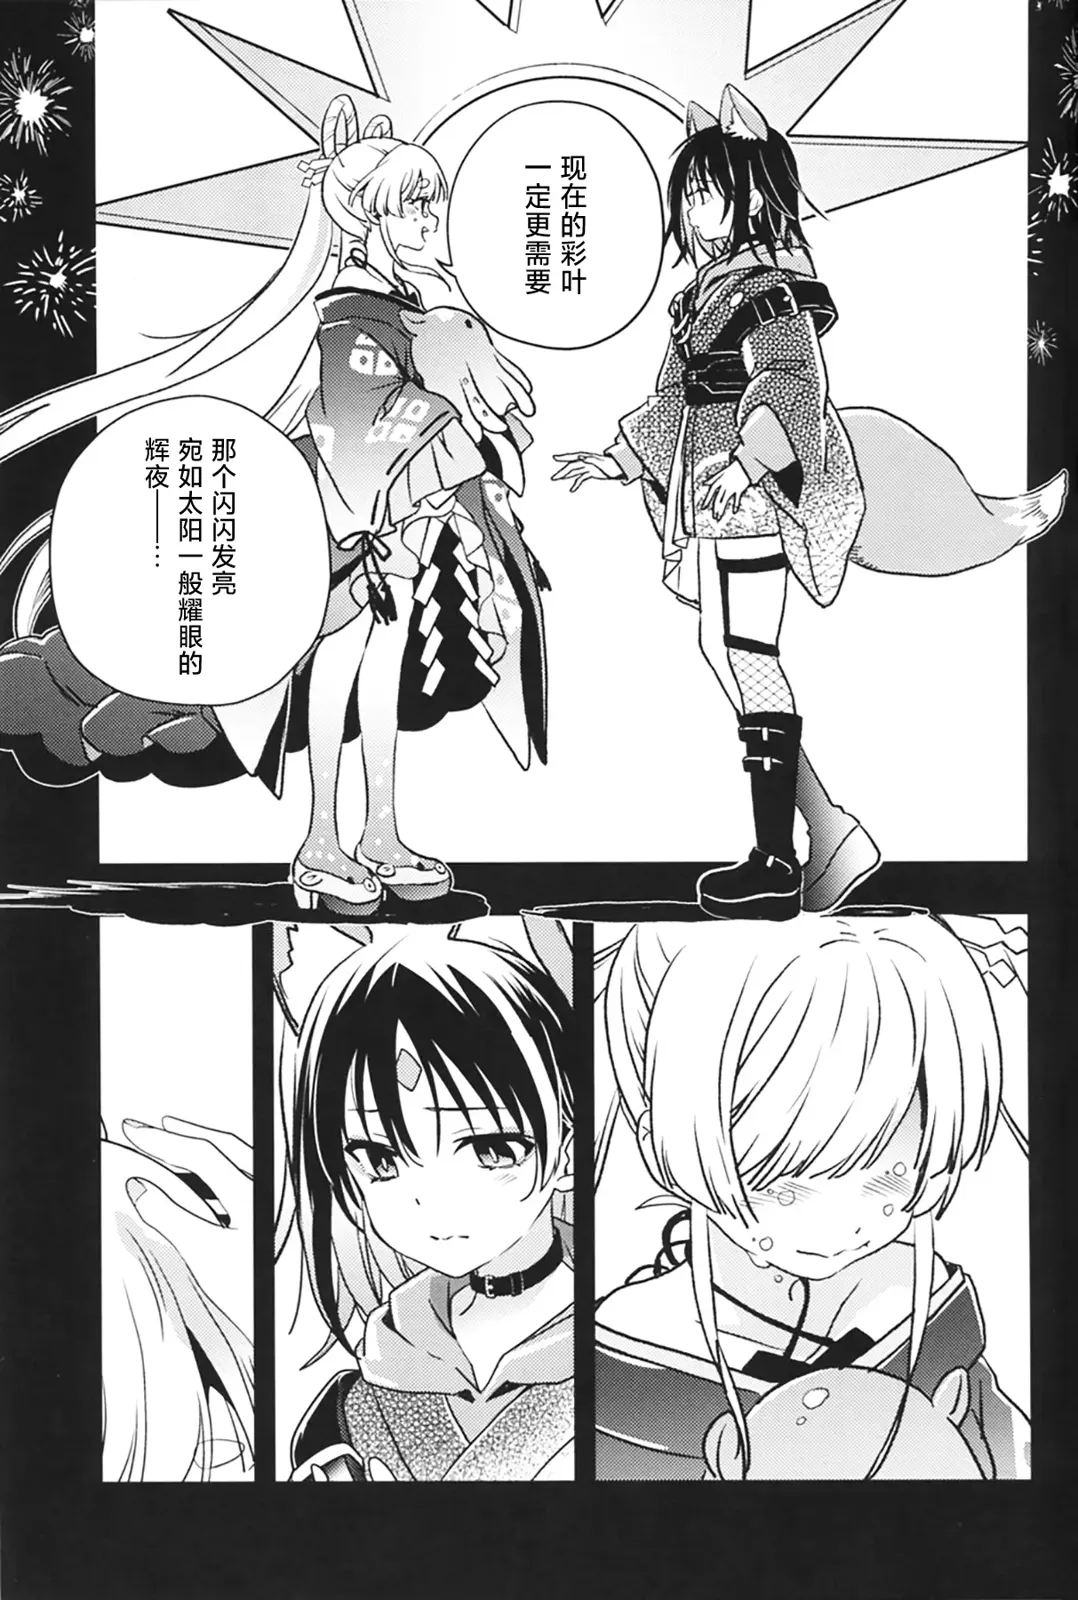 现在的彩叶
一定更需要
那个闪闪发亮
宛如太阳一般耀眼的
辉夜——…